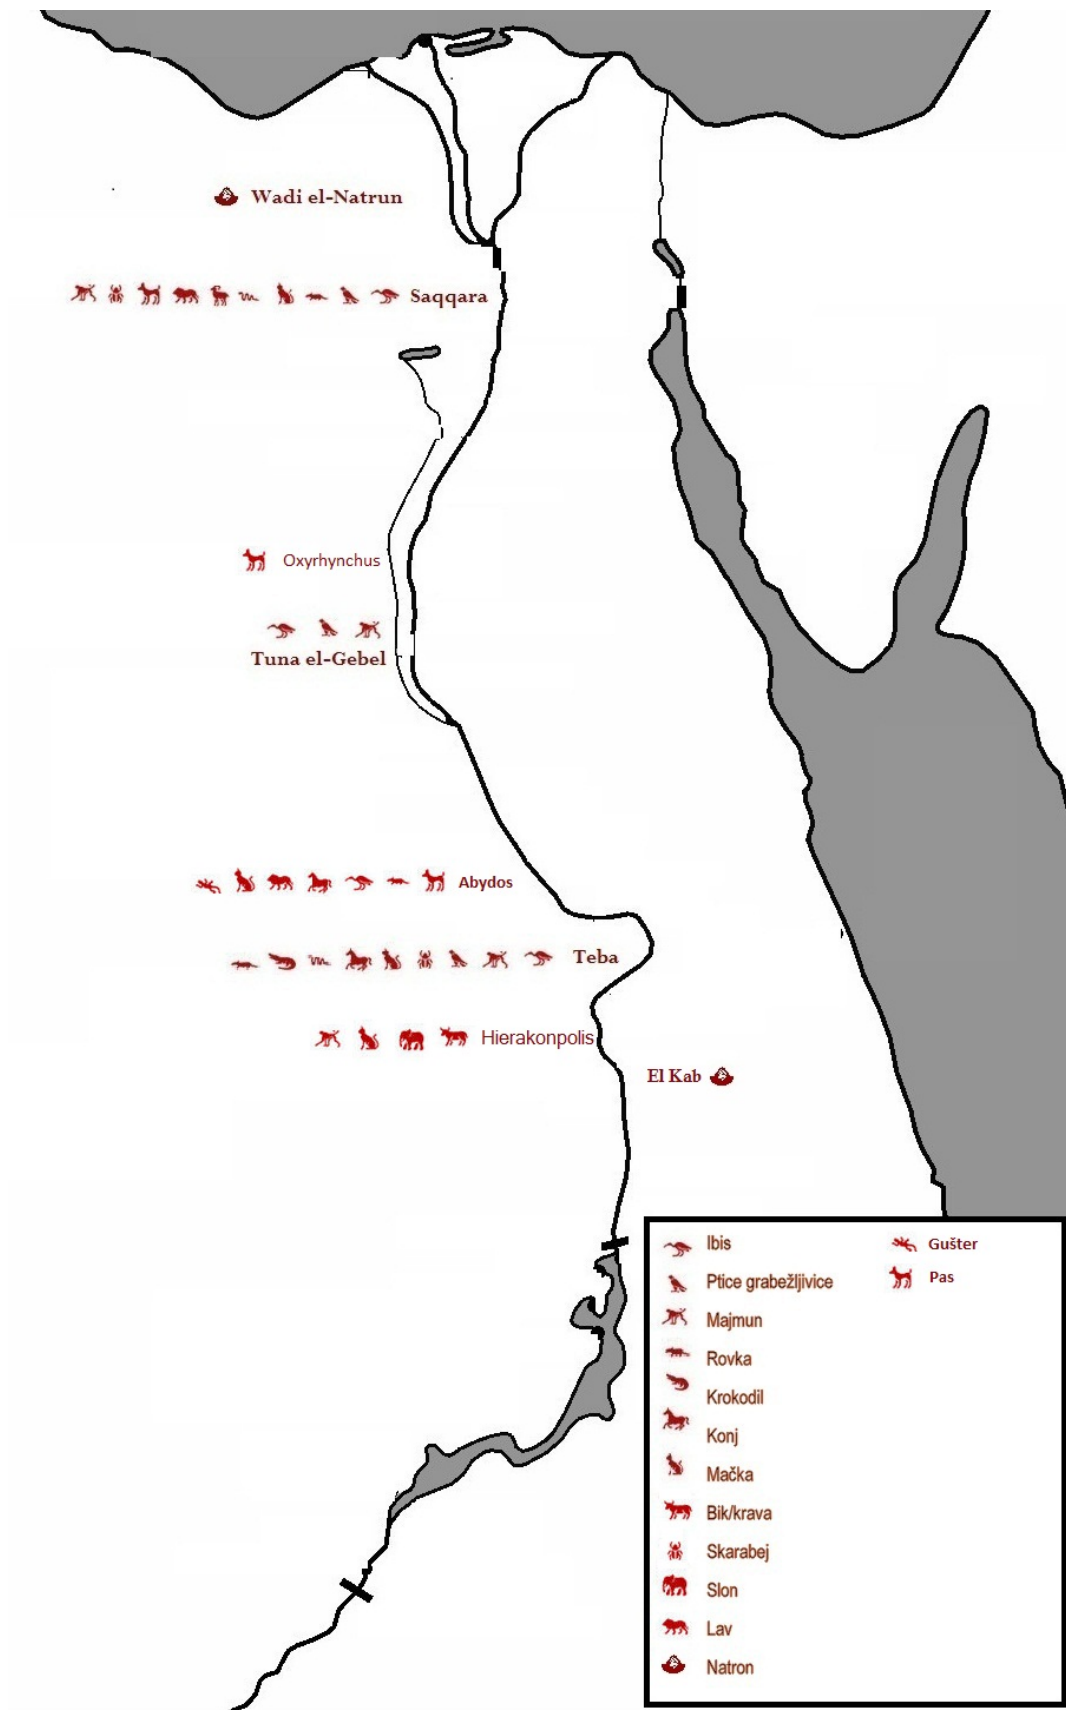 Wadi el-Natrun
Saqqara
Oxyrhynchus
Tuna el-Gebel
Abydos
Teba
Hierakonpolis
El Kab
Ibis
Ptice grabežljivice
Majmun
Rovka
Krokodil
Konj
Mačka
Bik/krava
Skarabej
Slon
Lav
Natron
Gušter
Pas